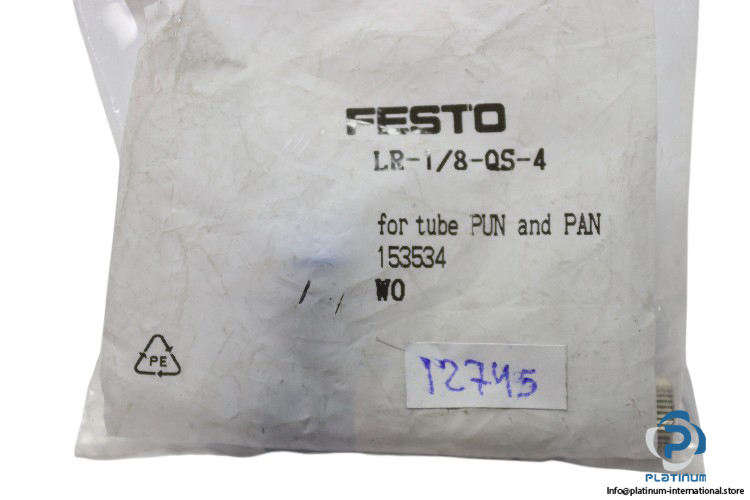 FESTO
LR-1/8-QS-4
for tube PUN and PAN
153534
WO
PE
12745
PLATINUM
Info@platinum-international.store